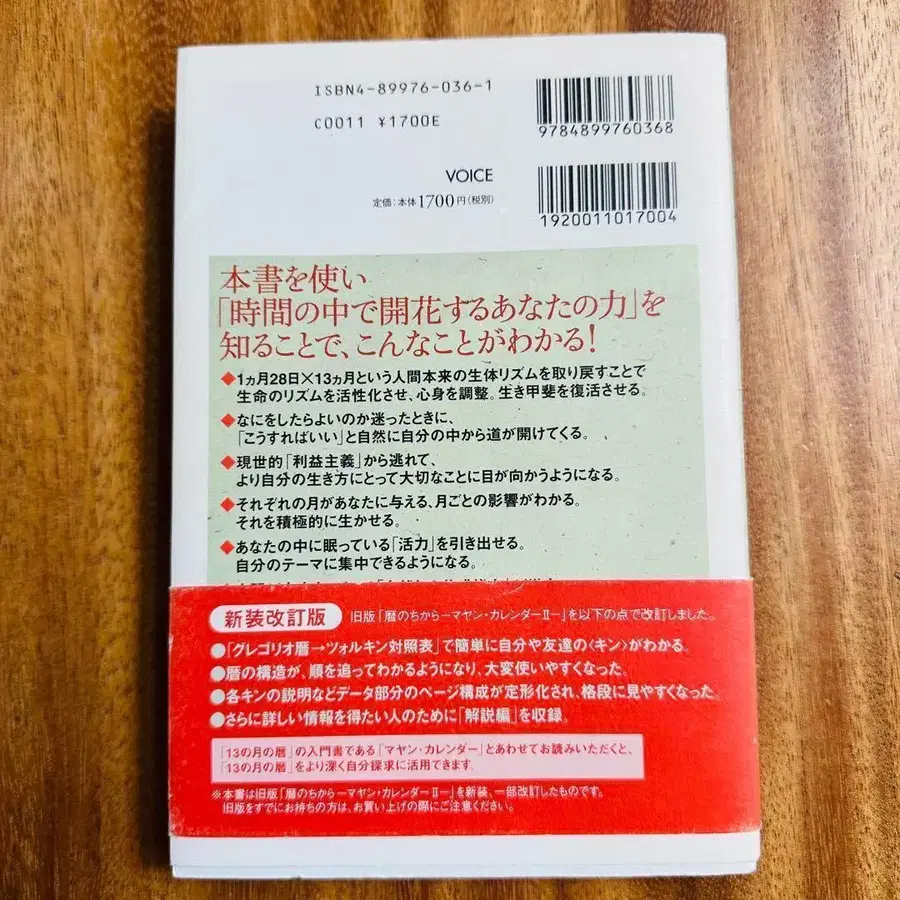 ISBN4-89976-036-1
C0011 ¥1700E
9784899760368
VOICE
定価:本体1700円(税別)
1920011017004
本書を使い
「時間の中で開花するあなたの力」を
知ることで、こんなことがわかる!
◆1ヵ月28日×13ヵ月という人間本来の生体リズムを取り戻すことで
生命のリズムを活性化させ、心身を調整。生き甲斐を復活させる。
◆なにをしたらよいのか迷ったときに、
「こうすればいい」と自然に自分の中から道が開けてくる。
◆現世的「利益主義」から逃れて、
より自分の生き方にとって大切なことに目が向かうようになる。
◆それぞれの月があなたに与える、月ごとの影響がわかる。
それを積極的に生かせる。
◆あなたの中に眠っている「活力」を引き出せる。
自分のテーマに集中できるようになる。
新装改訂版 旧版「暦のちから―マヤン・カレンダーⅡ―」を以下の点で改訂しました。
●「グレゴリオ暦→ツォルキン対照表」で簡単に自分や友達の〈キン〉がわかる。
●暦の構造が、順を追ってわかるようになり、大変使いやすくなった。
●各キンの説明などデータ部分のページ構成が定形化され、格段に見やすくなった。
●さらに詳しい情報を得たい人のために「解説編」を収録。
「13の月の暦」の入門書である「マヤン・カレンダー」とあわせてお読みいただくと、
「13の月の暦」をより深く自分探求に活用できます。
※本書は旧版「暦のちから―マヤン・カレンダーⅡ―」を新装、一部改訂したものです。
旧版をすでにお持ちの方は、お買い上げの際にご注意ください。